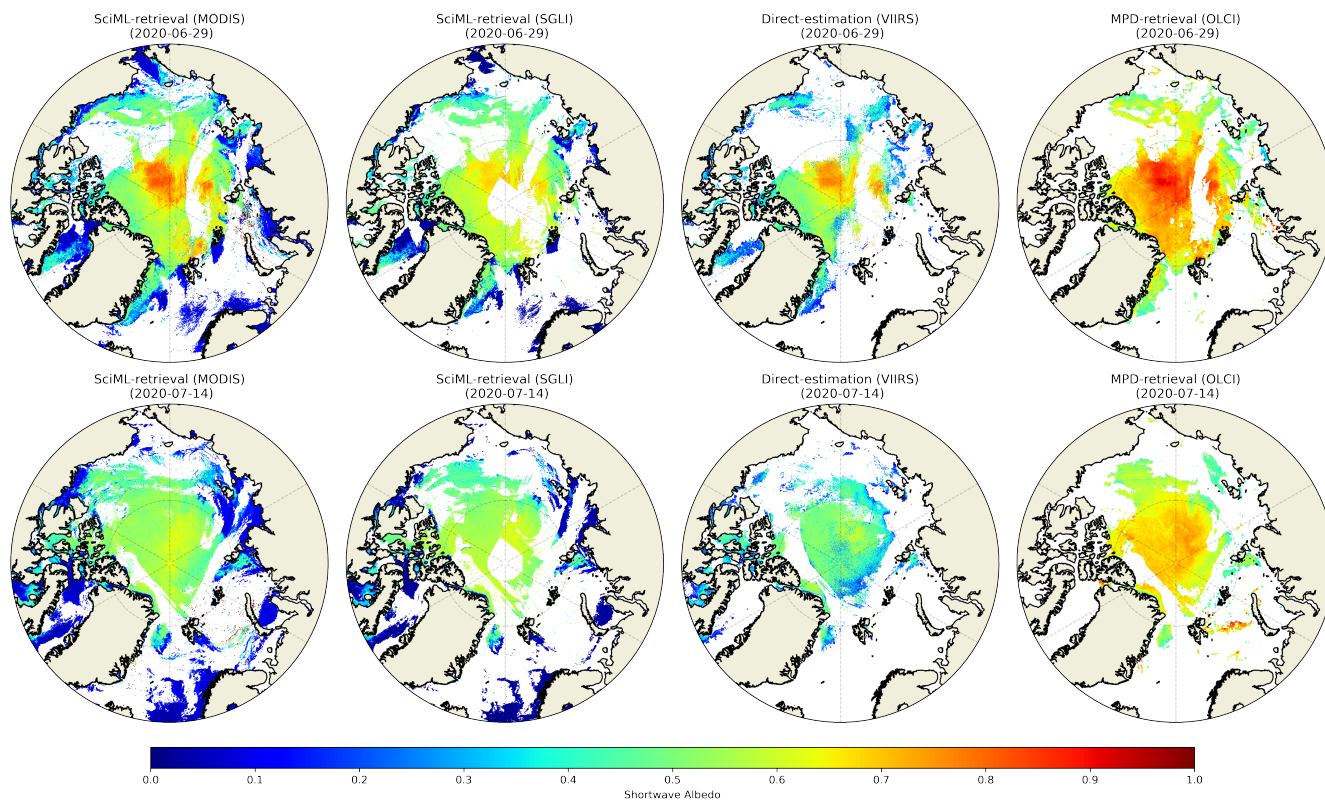 SciML-retrieval (MODIS)
(2020-06-29)
SciML-retrieval (SGLI)
(2020-06-29)
Direct-estimation (VIIRS)
(2020-06-29)
MPD-retrieval (OLCI)
(2020-06-29)
SciML-retrieval (MODIS)
(2020-07-14)
SciML-retrieval (SGLI)
(2020-07-14)
Direct-estimation (VIIRS)
(2020-07-14)
MPD-retrieval (OLCI)
(2020-07-14)
0.0 0.1 0.2 0.3 0.4 0.5 0.6 0.7 0.8 0.9 1.0
Shortwave Albedo